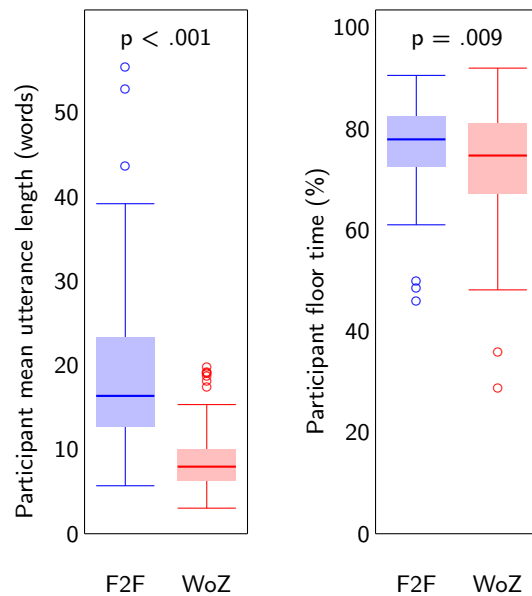 p < .001
Participant mean utterance length (words)
50
40
30
20
10
0
F2F WoZ
p = .009
Participant floor time (%)
100
80
60
40
20
0
F2F WoZ